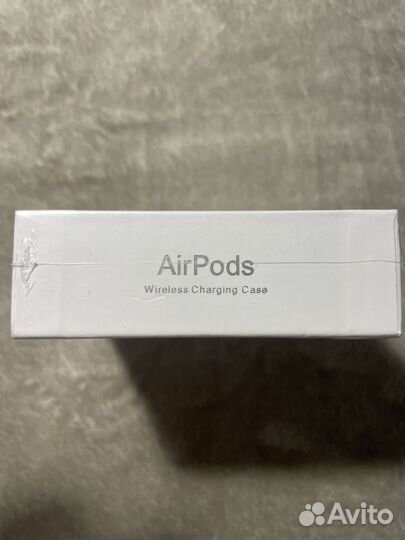 AirPods
Wireless Charging Case
Avito